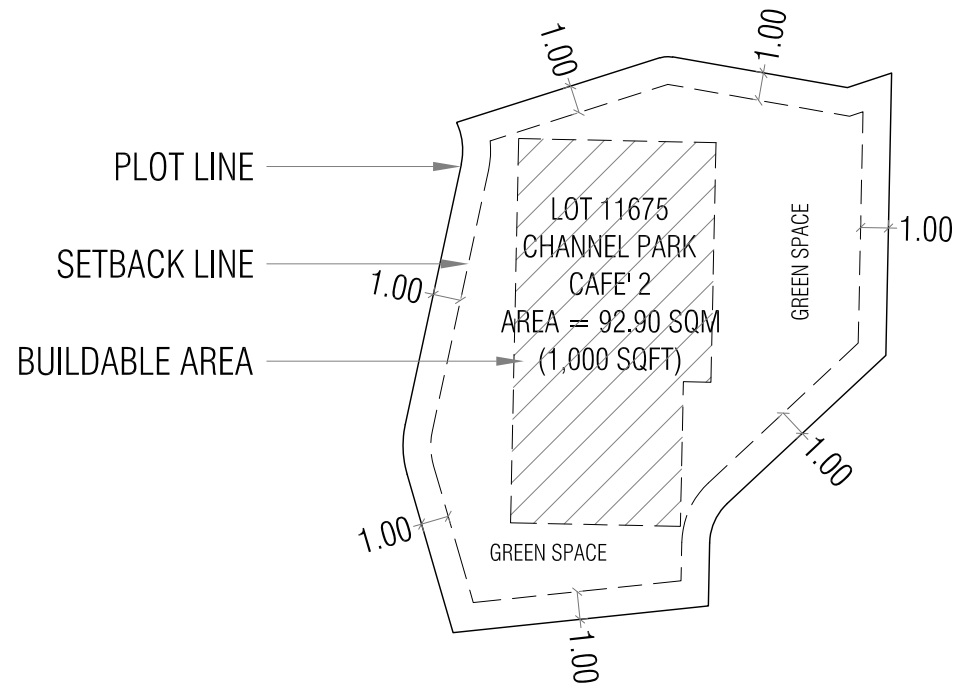 1.00
1.00
PLOT LINE
LOT 11675
CHANNEL PARK
CAFE' 2
AREA = 92.90 SQM
(1,000 SQFT)
GREEN SPACE
1.00
SETBACK LINE
1.00
BUILDABLE AREA
1.00
1.00
GREEN SPACE
1.00